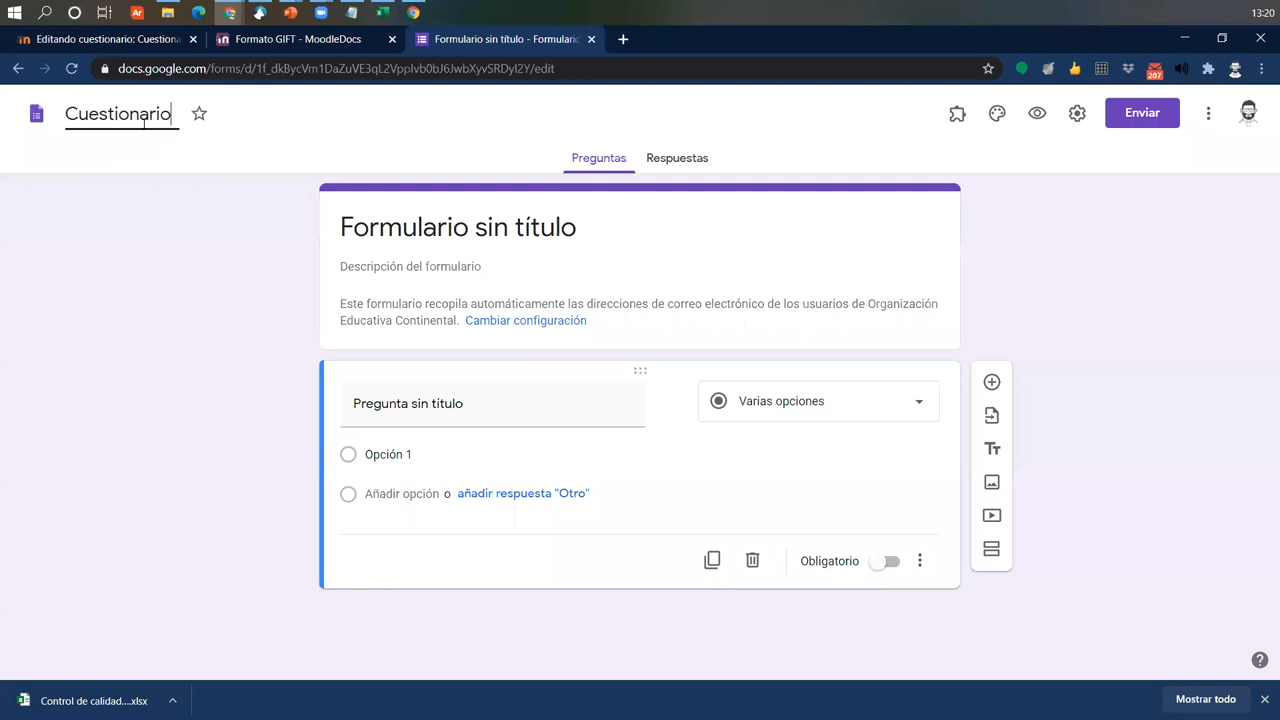 13:20
Editando cuestionario: Cuestiona
Formato GIFT - MoodleDocs
Formulario sin título - Formulario
docs.google.com/forms/d/1f_dkBycVm1DaZuVE3qL2VppIvb0bJ6JwbXyvSRDyI2Y/edit
207
Cuestionario
Enviar
Preguntas
Respuestas
Formulario sin título
Descripción del formulario
Este formulario recopila automáticamente las direcciones de correo electrónico de los usuarios de Organización
Educativa Continental. Cambiar configuración
Pregunta sin título
Varias opciones
Opción 1
Añadir opción o añadir respuesta "Otro"
Obligatorio
Tт
Control de calidad....xlsx
Mostrar todo